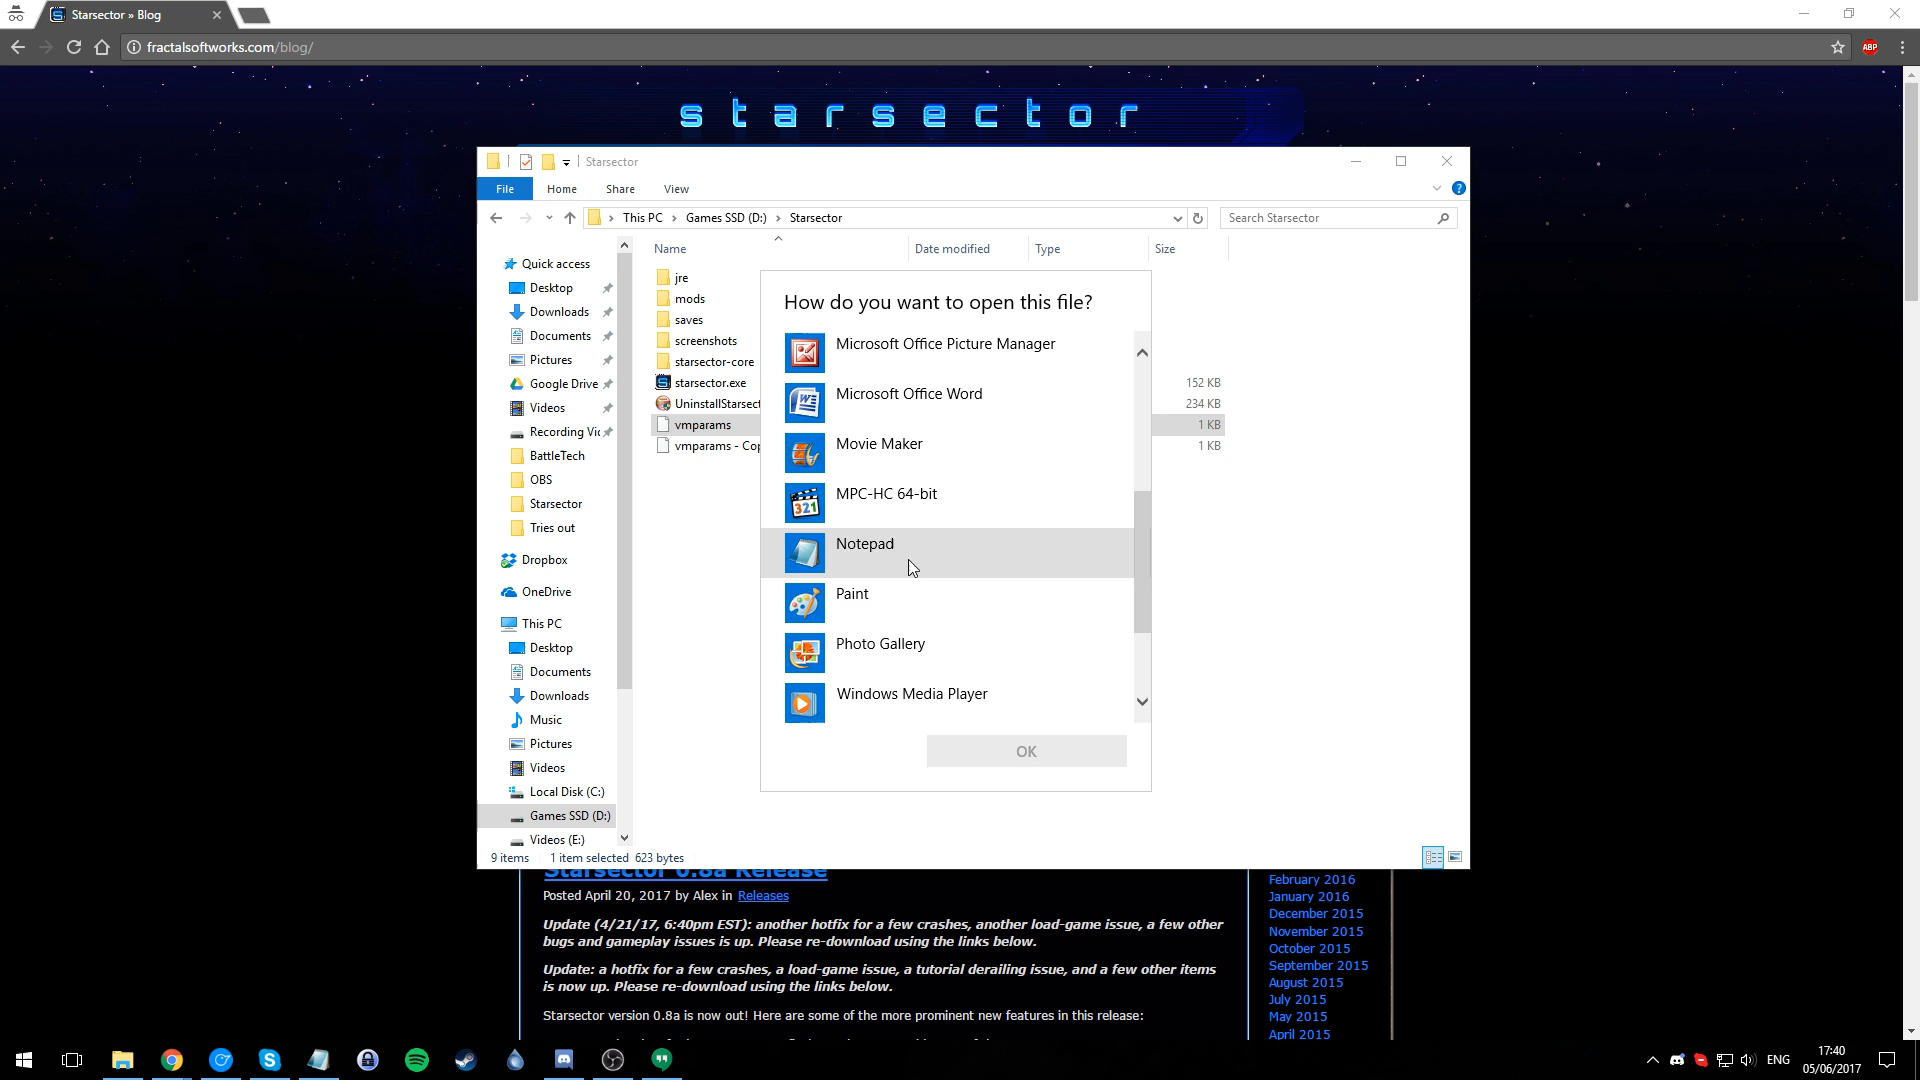 Starsector » Blog
fractalsoftworks.com/blog/
ABP
starsector
Starsector
File
Home
Share
View
This PC
Games SSD (D:)
Starsector
Search Starsector
Name
Date modified
Type
Size
Quick access
Desktop
Downloads
Documents
Pictures
Google Drive
Videos
Recording Vi
BattleTech
OBS
Starsector
Tries out
Dropbox
OneDrive
This PC
Desktop
Documents
Downloads
Music
Pictures
Videos
Local Disk (C:)
Games SSD (D:)
Videos (E:)
jre
mods
saves
screenshots
starsector-core
starsector.exe
152 KB
UninstallStarsect
234 KB
vmparams
1 KB
vmparams - Cop
1 KB
How do you want to open this file?
Microsoft Office Picture Manager
Microsoft Office Word
Movie Maker
321
MPC-HC 64-bit
Notepad
Paint
Photo Gallery
Windows Media Player
OK
9 items
1 item selected 623 bytes
Starsector 0.8a Release
Posted April 20, 2017 by Alex in Releases
Update (4/21/17, 6:40pm EST): another hotfix for a few crashes, another load-game issue, a few other
bugs and gameplay issues is up. Please re-download using the links below.
Update: a hotfix for a few crashes, a load-game issue, a tutorial derailing issue, and a few other items
is now up. Please re-download using the links below.
Starsector version 0.8a is now out! Here are some of the more prominent new features in this release:
February 2016
January 2016
December 2015
November 2015
October 2015
September 2015
August 2015
July 2015
May 2015
April 2015
ENG
17:40
05/06/2017